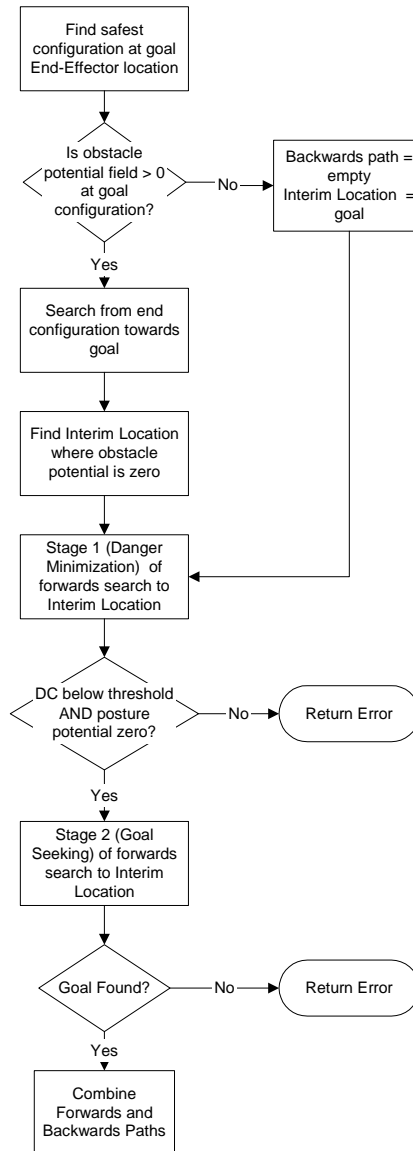 Find safest
configuration at goal
End-Effector location
Is obstacle
potential field > 0
at goal
configuration?
No
Backwards path =
empty
Interim Location =
goal
Yes
Search from end
configuration towards
goal
Find Interim Location
where obstacle
potential is zero
Stage 1 (Danger
Minimization) of
forwards search to
Interim Location
DC below threshold
AND posture
potential zero?
No
Return Error
Yes
Stage 2 (Goal
Seeking) of forwards
search to Interim
Location
Goal Found?
No
Return Error
Yes
Combine
Forwards and
Backwards Paths